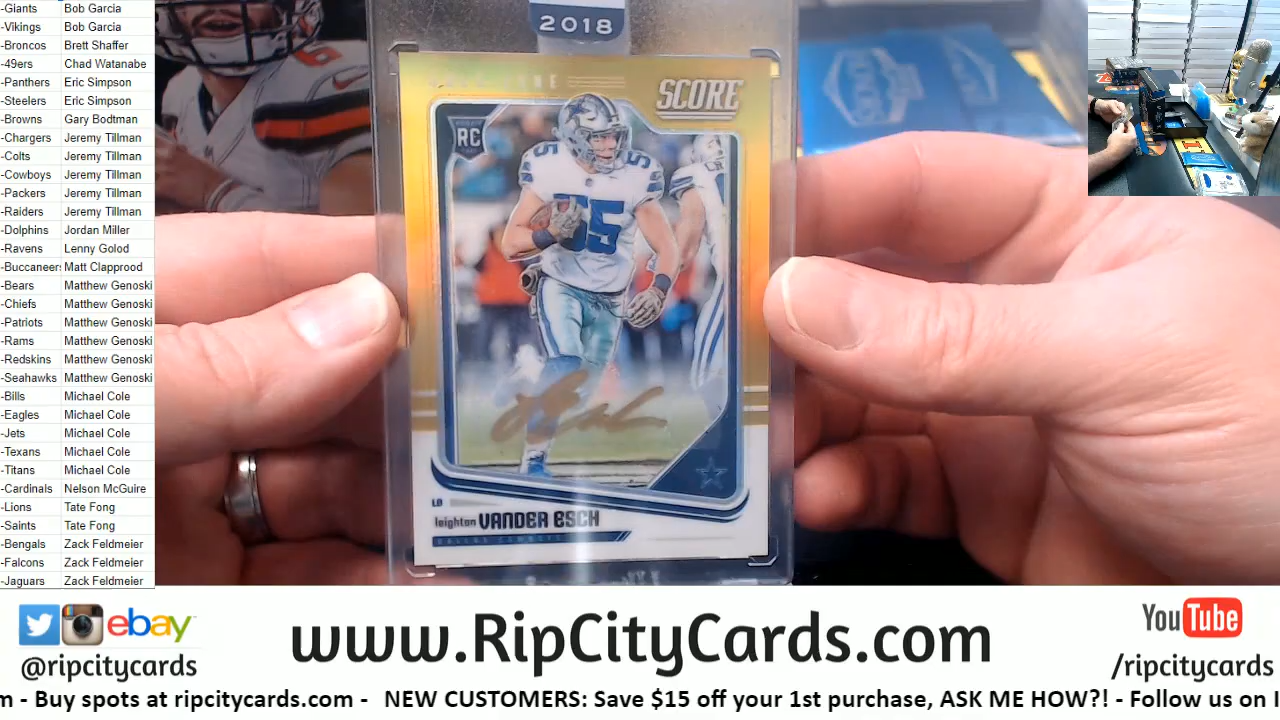 -Giants Bob Garcia
-Vikings Bob Garcia
-Broncos Brett Shaffer
-49ers Chad Watanabe
-Panthers Eric Simpson
-Steelers Eric Simpson
-Browns Gary Bodtman
-Chargers Jeremy Tillman
-Colts Jeremy Tillman
-Cowboys Jeremy Tillman
-Packers Jeremy Tillman
-Raiders Jeremy Tillman
-Dolphins Jordan Miller
-Ravens Lenny Golod
-Buccaneers Matt Clapprood
-Bears Matthew Genoski
-Chiefs Matthew Genoski
-Patriots Matthew Genoski
-Rams Matthew Genoski
-Redskins Matthew Genoski
-Seahawks Matthew Genoski
-Bills Michael Cole
-Eagles Michael Cole
-Jets Michael Cole
-Texans Michael Cole
-Titans Michael Cole
-Cardinals Nelson McGuire
-Lions Tate Fong
-Saints Tate Fong
-Bengals Zack Feldmeier
-Falcons Zack Feldmeier
-Jaguars Zack Feldmeier
2018
SCORE
RC
55
LB
leighton VANDER ESCH
DALLAS COWBOYS
ebay
@ripcitycards
www.RipCityCards.com
YouTube
/ripcitycards
m - Buy spots at ripcitycards.com - NEW CUSTOMERS: Save $15 off your 1st purchase, ASK ME HOW?! - Follow us on I